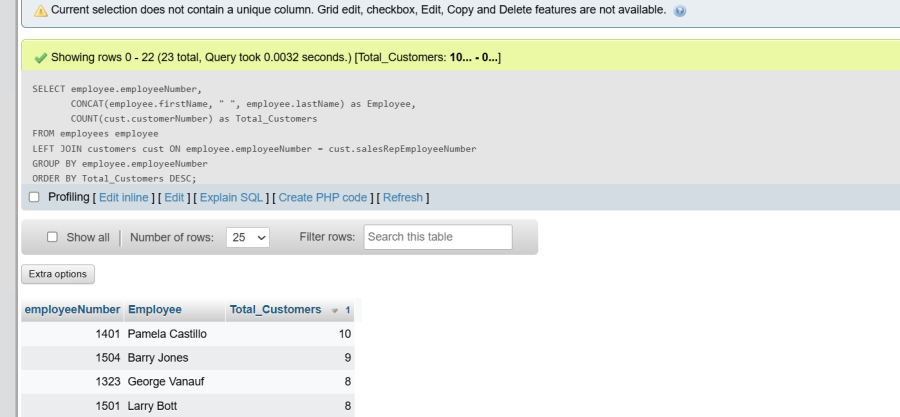 Current selection does not contain a unique column. Grid edit, checkbox, Edit, Copy and Delete features are not available.
Showing rows 0 - 22 (23 total, Query took 0.0032 seconds.) [Total_Customers: 10... - 0...]
SELECT employee.employeeNumber,
CONCAT(employee.firstName, " ", employee.lastName) as Employee,
COUNT(cust.customerNumber) as Total_Customers
FROM employees employee
LEFT JOIN customers cust ON employee.employeeNumber = cust.salesRepEmployeeNumber
GROUP BY employee.employeeNumber
ORDER BY Total_Customers DESC;
Profiling [ Edit inline ] [ Edit ] [ Explain SQL ] [ Create PHP code ] [ Refresh ]
Show all Number of rows: 25 Filter rows: Search this table
Extra options
employeeNumber Employee Total_Customers 1
1401 Pamela Castillo 10
1504 Barry Jones 9
1323 George Vanauf 8
1501 Larry Bott 8